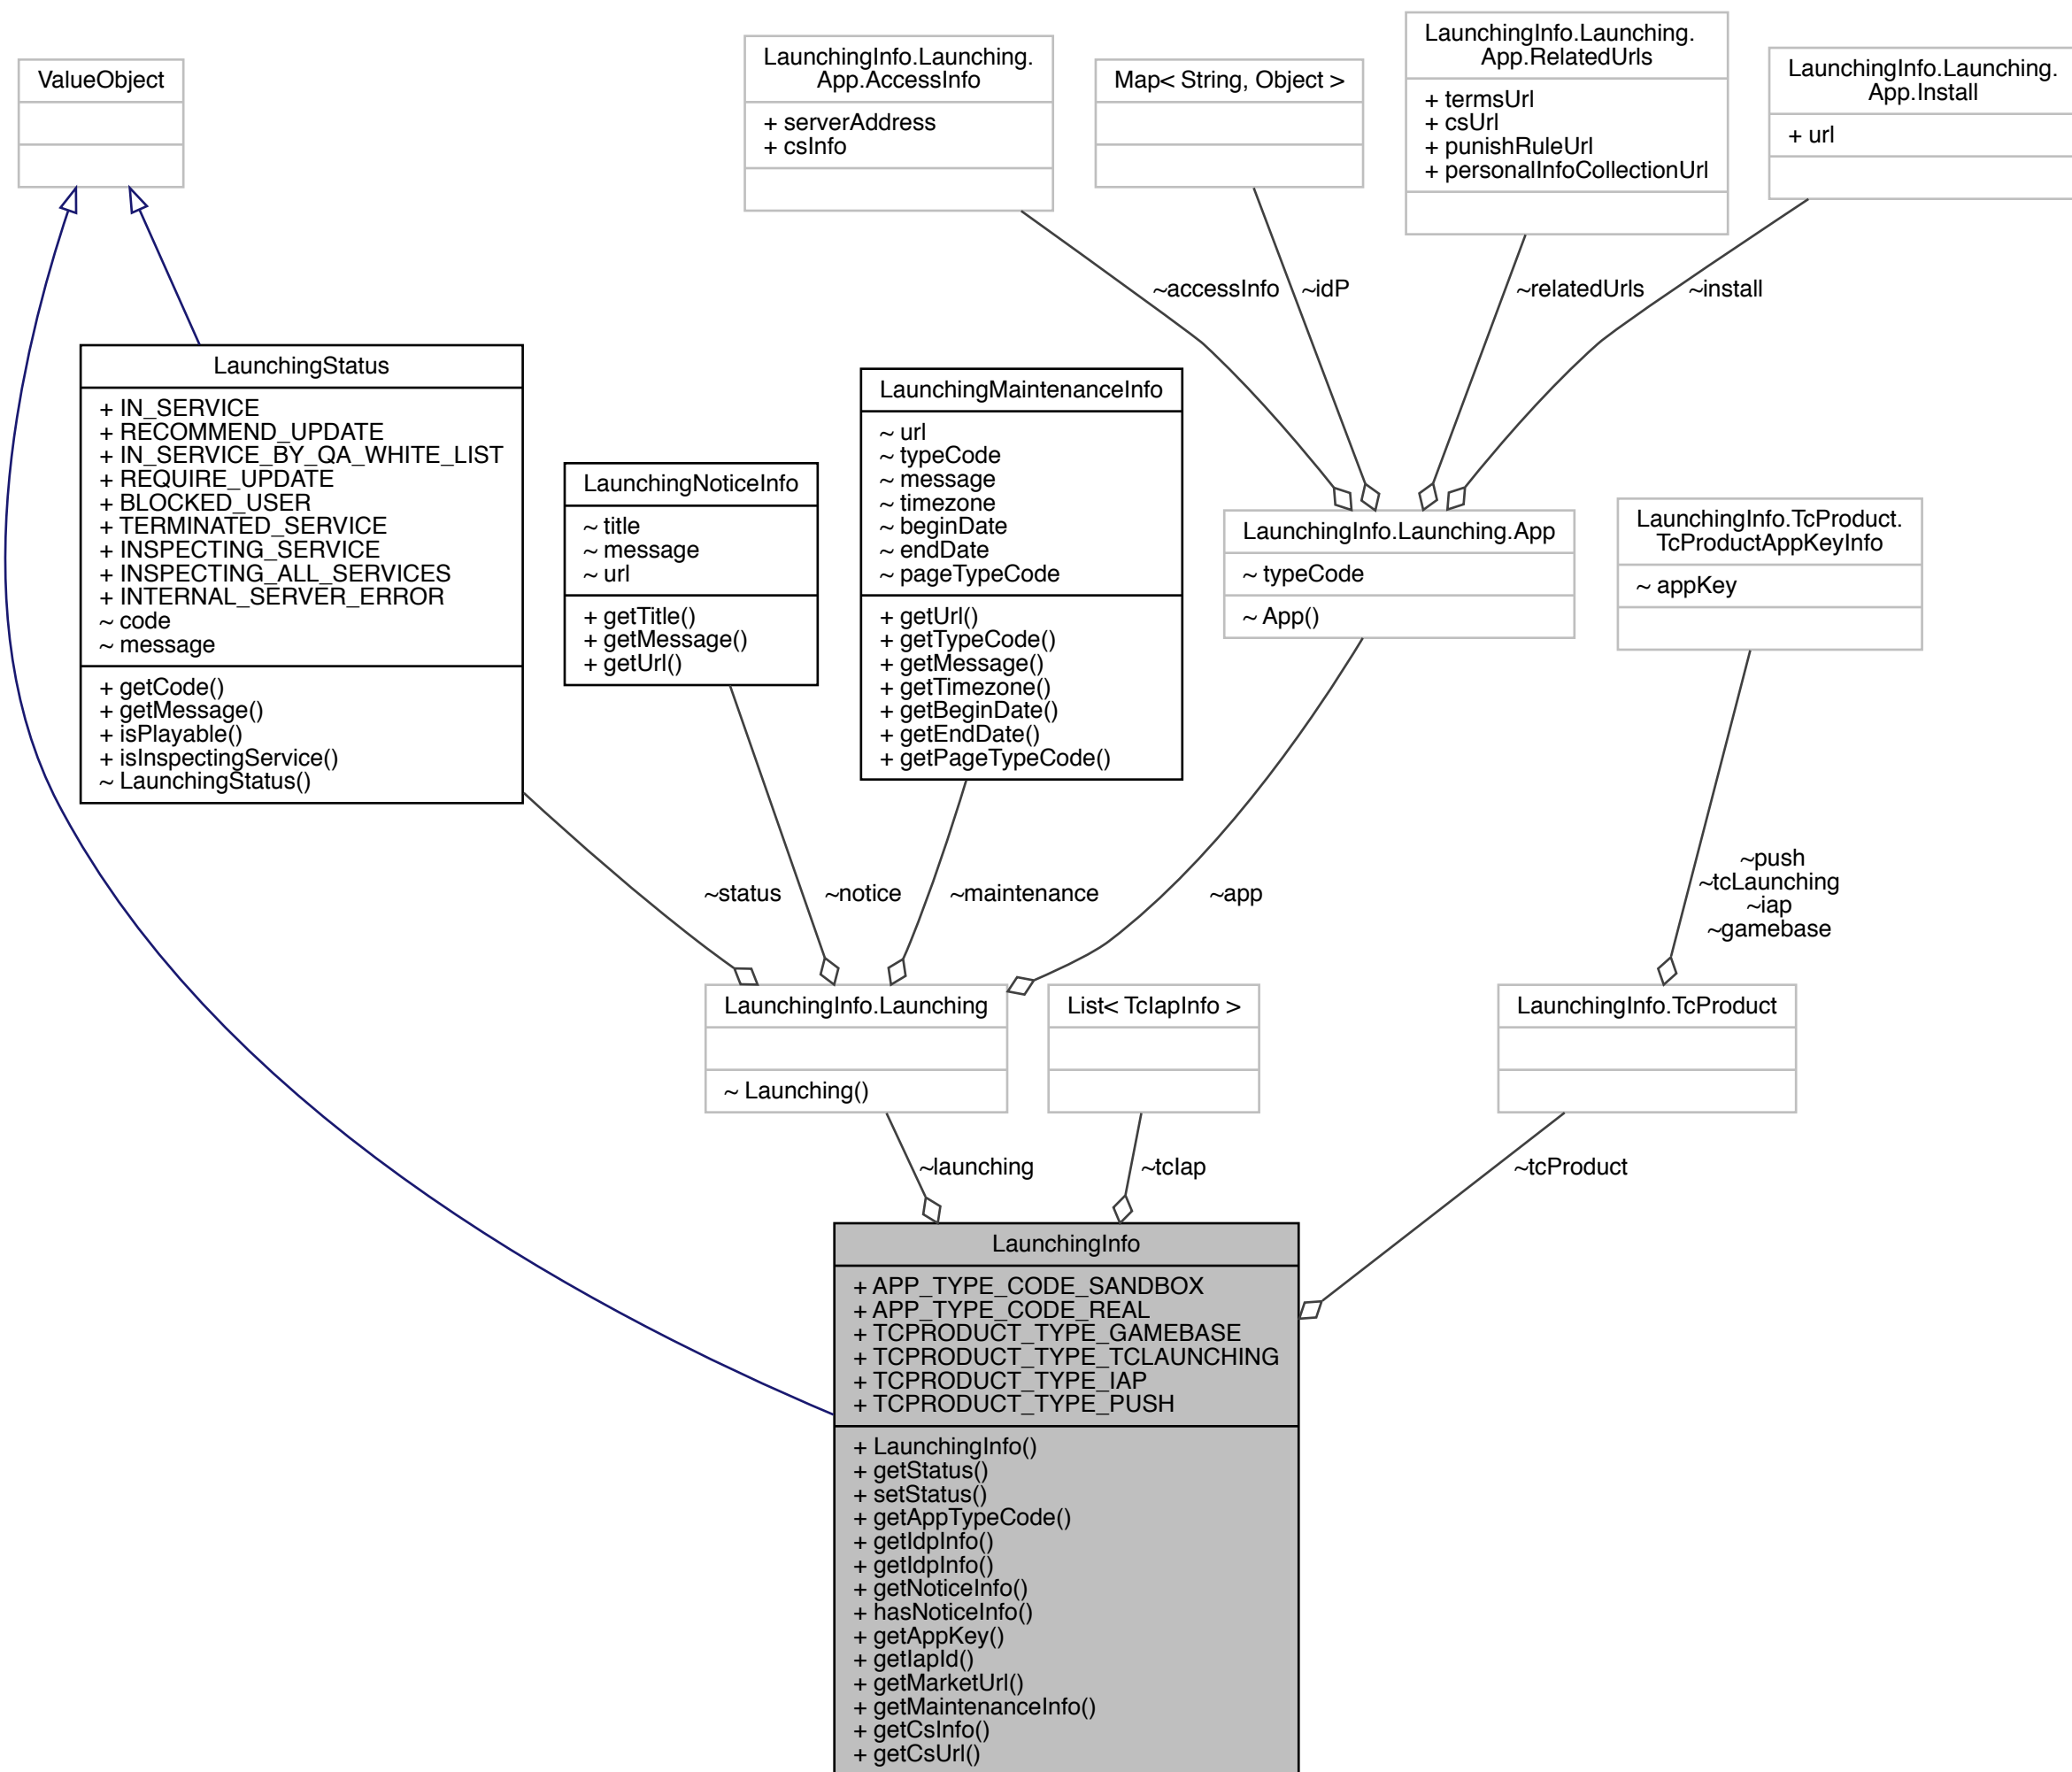 ValueObject
LaunchingInfo.Launching.
App.AccessInfo
+ serverAddress
+ csInfo
Map< String, Object >
LaunchingInfo.Launching.
App.RelatedUrls
+ termsUrl
+ csUrl
+ punishRuleUrl
+ personalInfoCollectionUrl
LaunchingInfo.Launching.
App.Install
+ url
~accessInfo
~idP
~relatedUrls
~install
LaunchingStatus
+ IN_SERVICE
+ RECOMMEND_UPDATE
+ IN_SERVICE_BY_QA_WHITE_LIST
+ REQUIRE_UPDATE
+ BLOCKED_USER
+ TERMINATED_SERVICE
+ INSPECTING_SERVICE
+ INSPECTING_ALL_SERVICES
+ INTERNAL_SERVER_ERROR
~ code
~ message
+ getCode()
+ getMessage()
+ isPlayable()
+ isInspectingService()
~ LaunchingStatus()
LaunchingNoticeInfo
~ title
~ message
~ url
+ getTitle()
+ getMessage()
+ getUrl()
LaunchingMaintenanceInfo
~ url
~ typeCode
~ message
~ timezone
~ beginDate
~ endDate
~ pageTypeCode
+ getUrl()
+ getTypeCode()
+ getMessage()
+ getTimezone()
+ getBeginDate()
+ getEndDate()
+ getPageTypeCode()
LaunchingInfo.Launching.App
~ typeCode
~ App()
LaunchingInfo.TcProduct.
TcProductAppKeyInfo
~ appKey
~status
~notice
~maintenance
~app
~push
~tcLaunching
~iap
~gamebase
LaunchingInfo.Launching
~ Launching()
List< TcIapInfo >
LaunchingInfo.TcProduct
~launching
~tcIap
~tcProduct
LaunchingInfo
+ APP_TYPE_CODE_SANDBOX
+ APP_TYPE_CODE_REAL
+ TCPRODUCT_TYPE_GAMEBASE
+ TCPRODUCT_TYPE_TCLAUNCHING
+ TCPRODUCT_TYPE_IAP
+ TCPRODUCT_TYPE_PUSH
+ LaunchingInfo()
+ getStatus()
+ setStatus()
+ getAppTypeCode()
+ getIdpInfo()
+ getIdpInfo()
+ getNoticeInfo()
+ hasNoticeInfo()
+ getAppKey()
+ getIapId()
+ getMarketUrl()
+ getMaintenanceInfo()
+ getCsInfo()
+ getCsUrl()